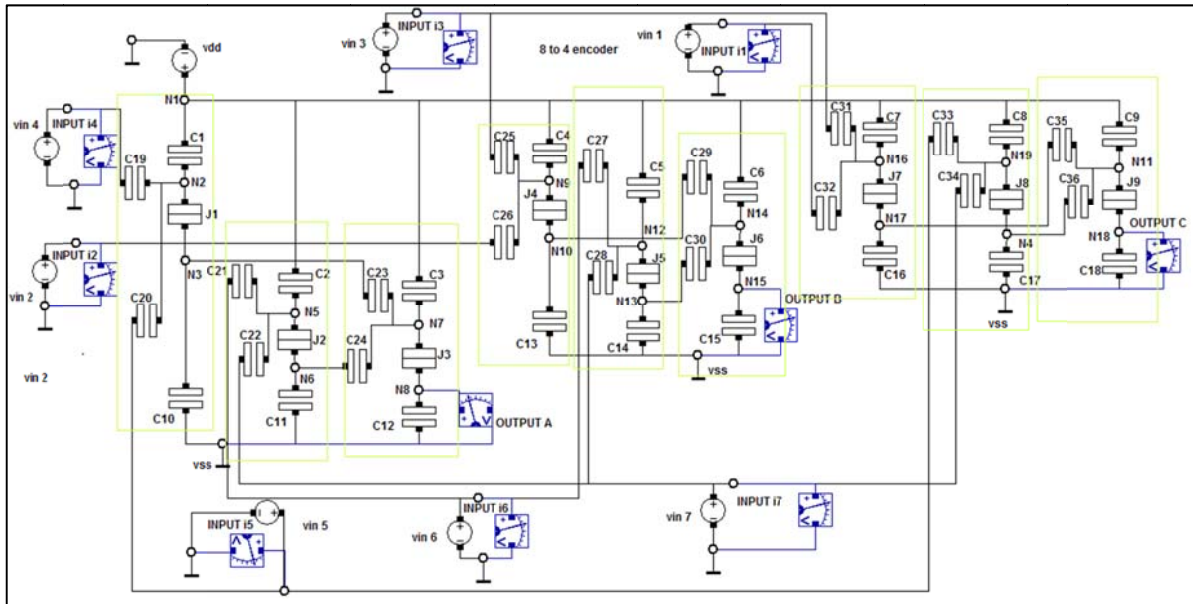 INPUT i3
vin 3
8 to 4 encoder
vin 1
INPUT i1
vdd
N1
vin 4
INPUT i4
C19
C1
N2
J1
C25
C4
N9
J4
C26
N10
C13
C27
C5
N12
J5
C28
N13
C14
C29
C6
N14
J6
C30
N15
OUTPUT B
C15
vss
C31
C7
N16
J7
C32
N17
C16
C33
C8
N19
C34
J8
N4
C17
vss
C35
C9
N11
C36
J9
N18
OUTPUT C
C18
INPUT i2
vin 2
N3
C20
vin 2
C10
C21
C2
N5
C22
J2
N6
C11
C23
C3
N7
C24
J3
N8
C12
OUTPUT A
vss
INPUT i5
vin 5
INPUT i6
vin 6
INPUT i7
vin 7